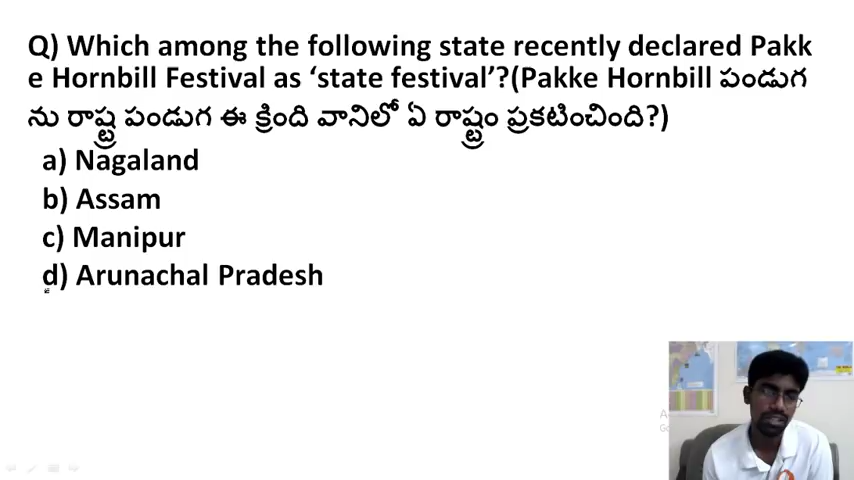 Q) Which among the following state recently declared Pakk
e Hornbill Festival as ‘state festival’?(Pakke Hornbill పండుగ
ను రాష్ట్ర పండుగ ఈ క్రింది వానిలో ఏ రాష్ట్రం ప్రకటించింది?)
a) Nagaland
b) Assam
c) Manipur
d) Arunachal Pradesh